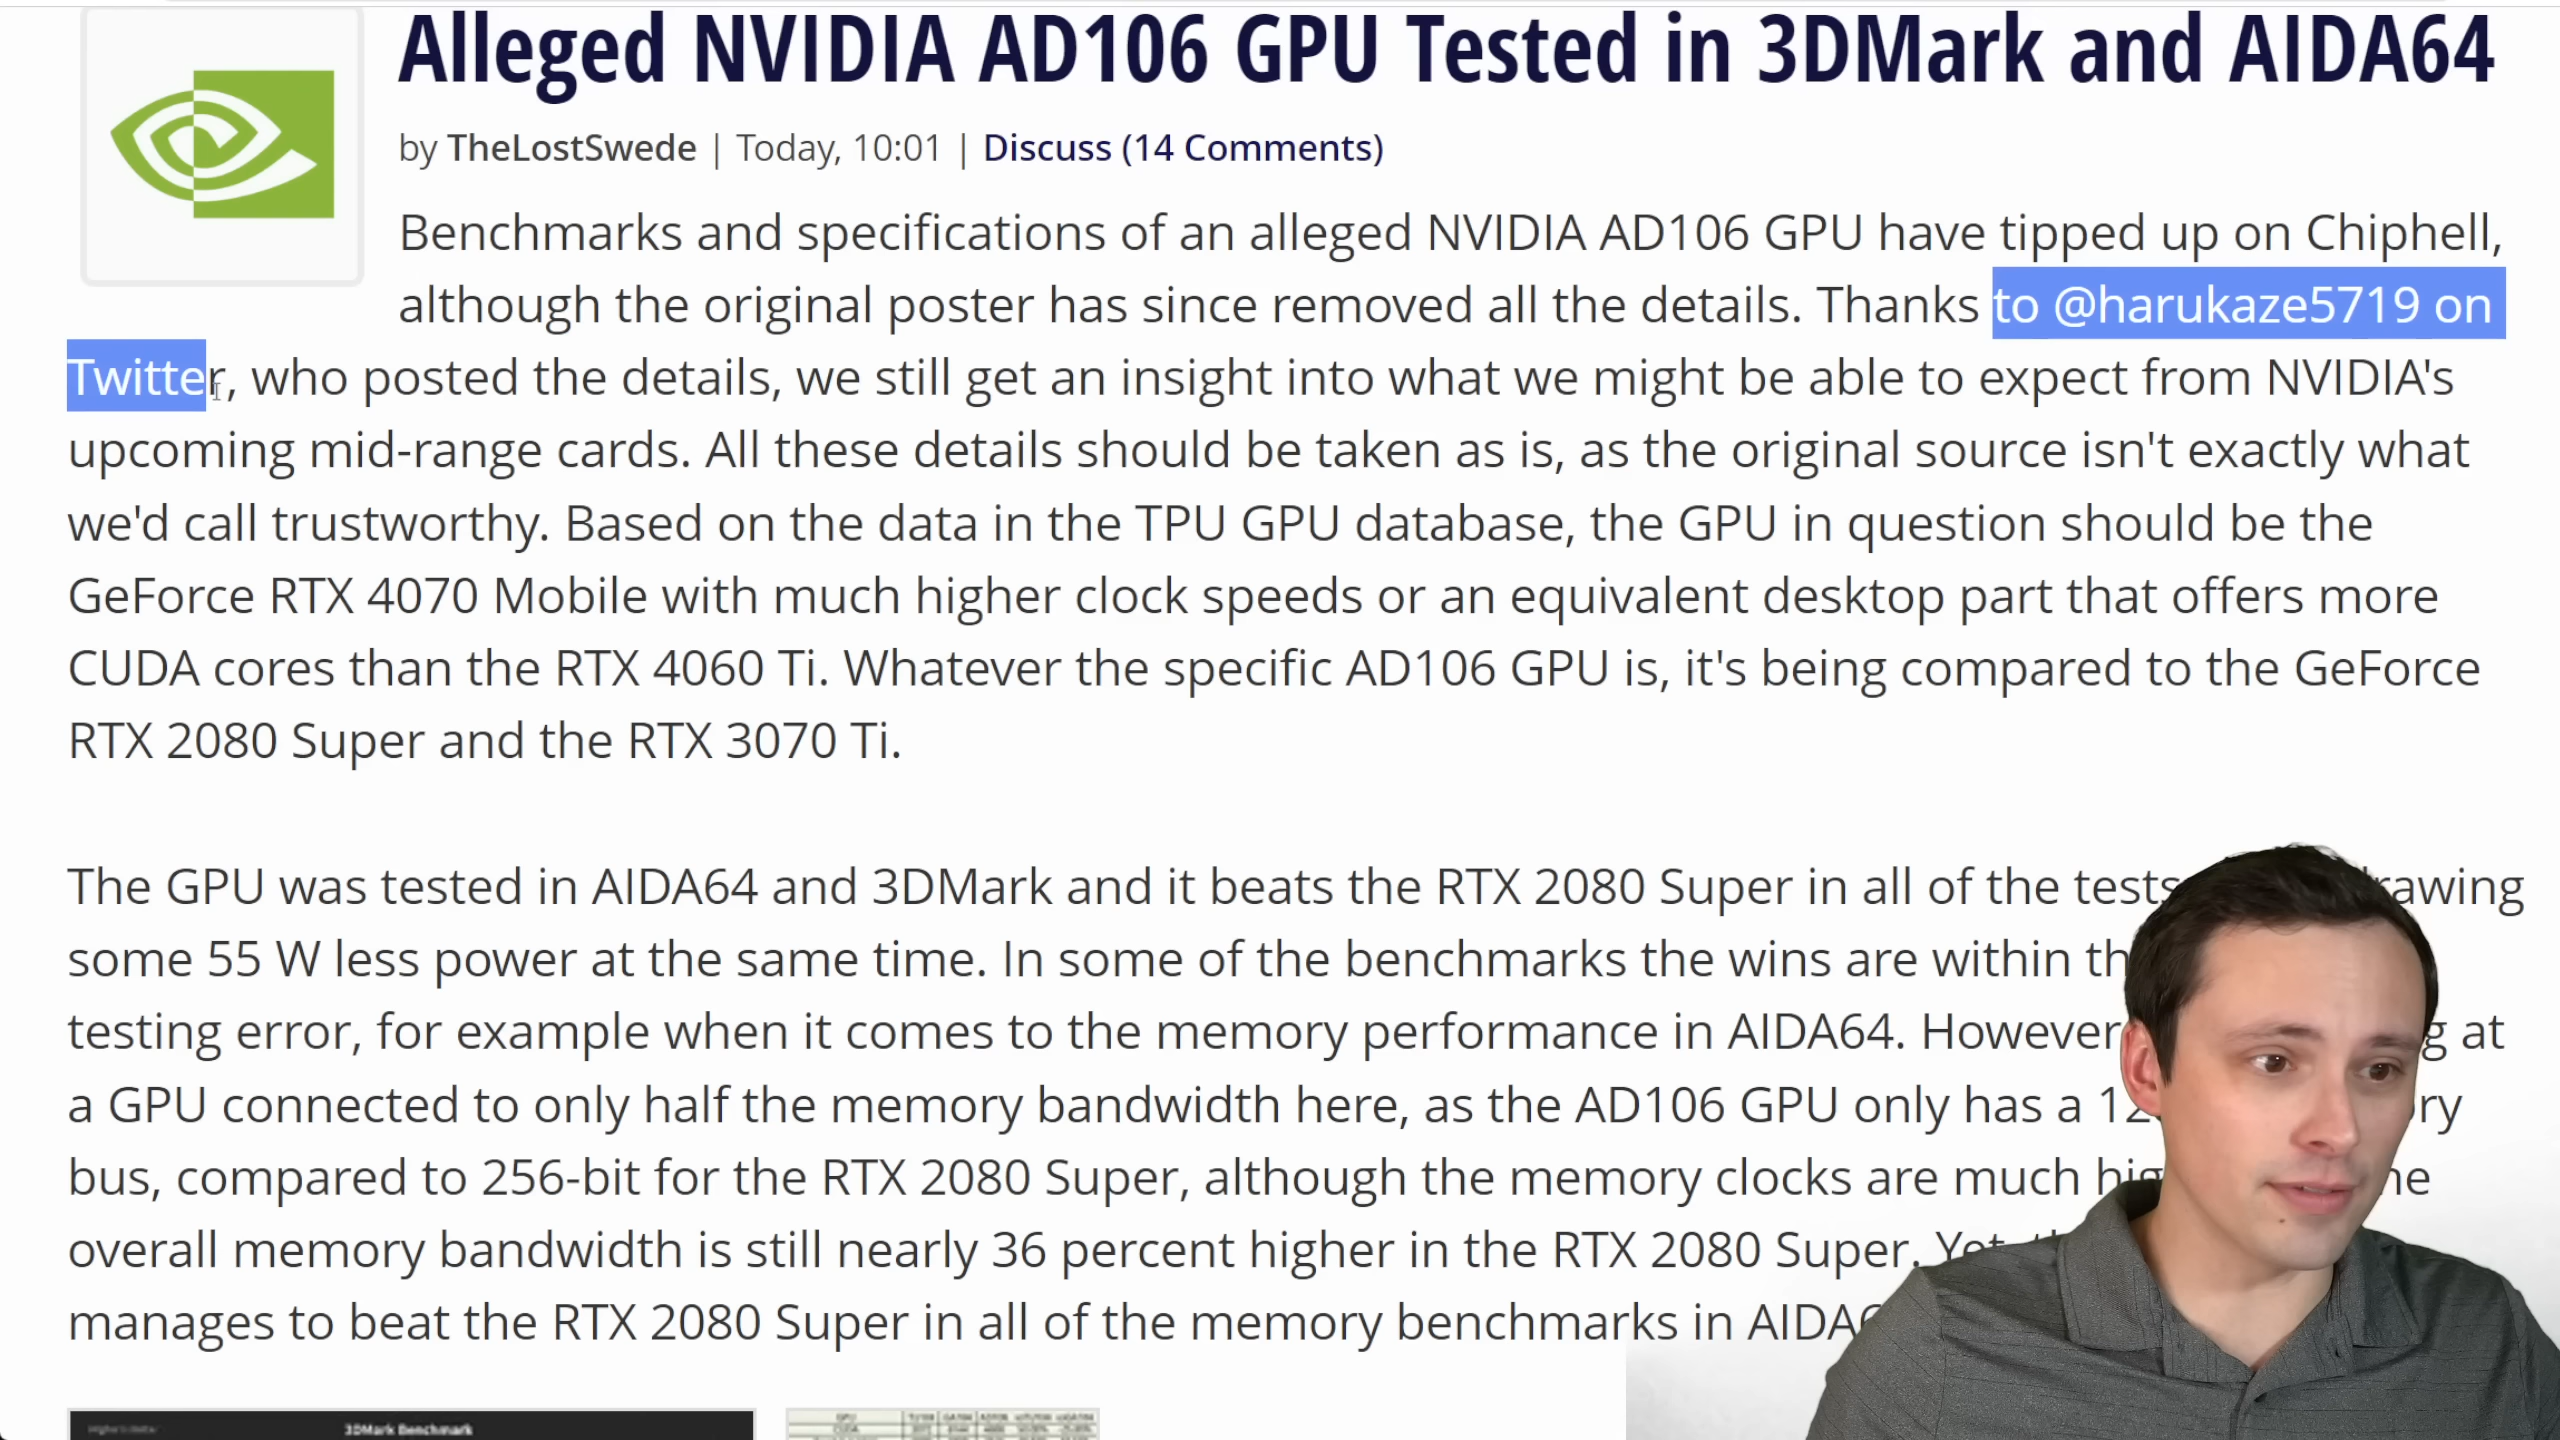 Alleged NVIDIA AD106 GPU Tested in 3DMark and AIDA64
by TheLostSwede | Today, 10:01 | Discuss (14 Comments)
Benchmarks and specifications of an alleged NVIDIA AD106 GPU have tipped up on Chiphell,
although the original poster has since removed all the details. Thanks to @harukaze5719 on
Twitter, who posted the details, we still get an insight into what we might be able to expect from NVIDIA's
upcoming mid-range cards. All these details should be taken as is, as the original source isn't exactly what
we'd call trustworthy. Based on the data in the TPU GPU database, the GPU in question should be the
GeForce RTX 4070 Mobile with much higher clock speeds or an equivalent desktop part that offers more
CUDA cores than the RTX 4060 Ti. Whatever the specific AD106 GPU is, it's being compared to the GeForce
RTX 2080 Super and the RTX 3070 Ti.
The GPU was tested in AIDA64 and 3DMark and it beats the RTX 2080 Super in all of the tests
some 55 W less power at the same time. In some of the benchmarks the wins are within
testing error, for example when it comes to the memory performance in AIDA64. However at
a GPU connected to only half the memory bandwidth here, as the AD106 GPU only has a
bus, compared to 256-bit for the RTX 2080 Super, although the memory clocks are much
overall memory bandwidth is still nearly 36 percent higher in the RTX 2080 Super.
manages to beat the RTX 2080 Super in all of the memory benchmarks in
3DMark Benchmark